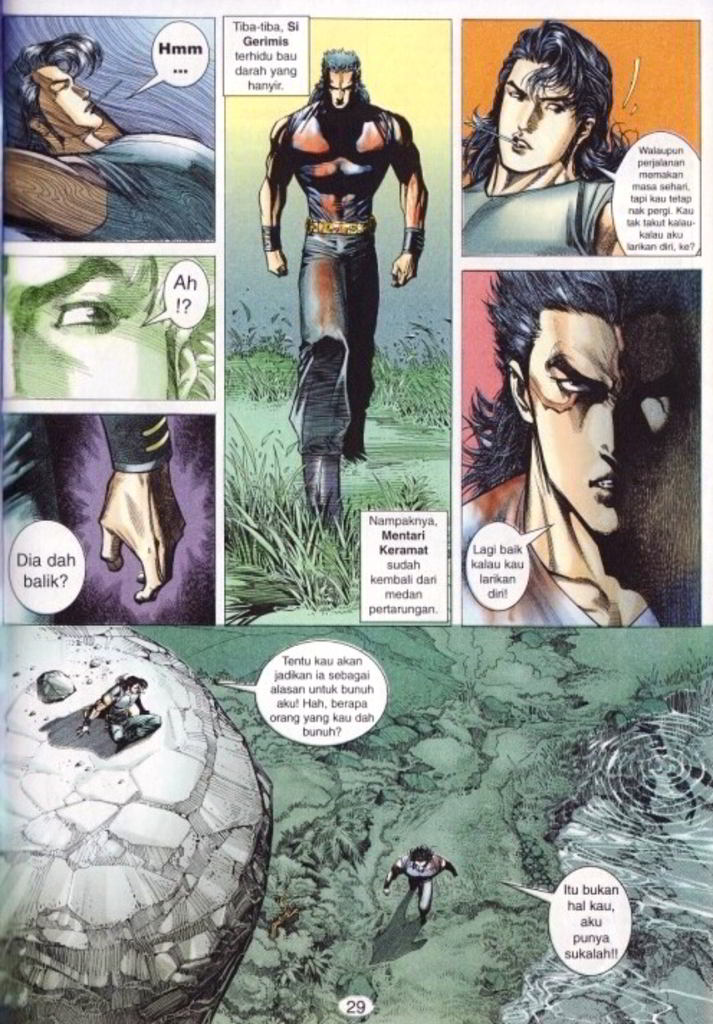 Hmm
...
Ah
!?
Dia dah
balik?
Tiba-tiba, Si
Gerimis
terhidu bau
darah yang
hanyir.
Nampaknya,
Mentari
Keramat
sudah
kembali dari
medan
pertarungan.
Walaupun
perjalanan
memakan
masa sehari,
tapi kau tetap
nak pergi. Kau
tak takut kalau-
kalau aku
larikan diri, ke?
Lagi baik
kalau kau
larikan
diri!
Tentu kau akan
jadikan ia sebagai
alasan untuk bunuh
aku! Hah, berapa
orang yang kau dah
bunuh?
Itu bukan
hal kau,
aku
punya
sukalah!!
29